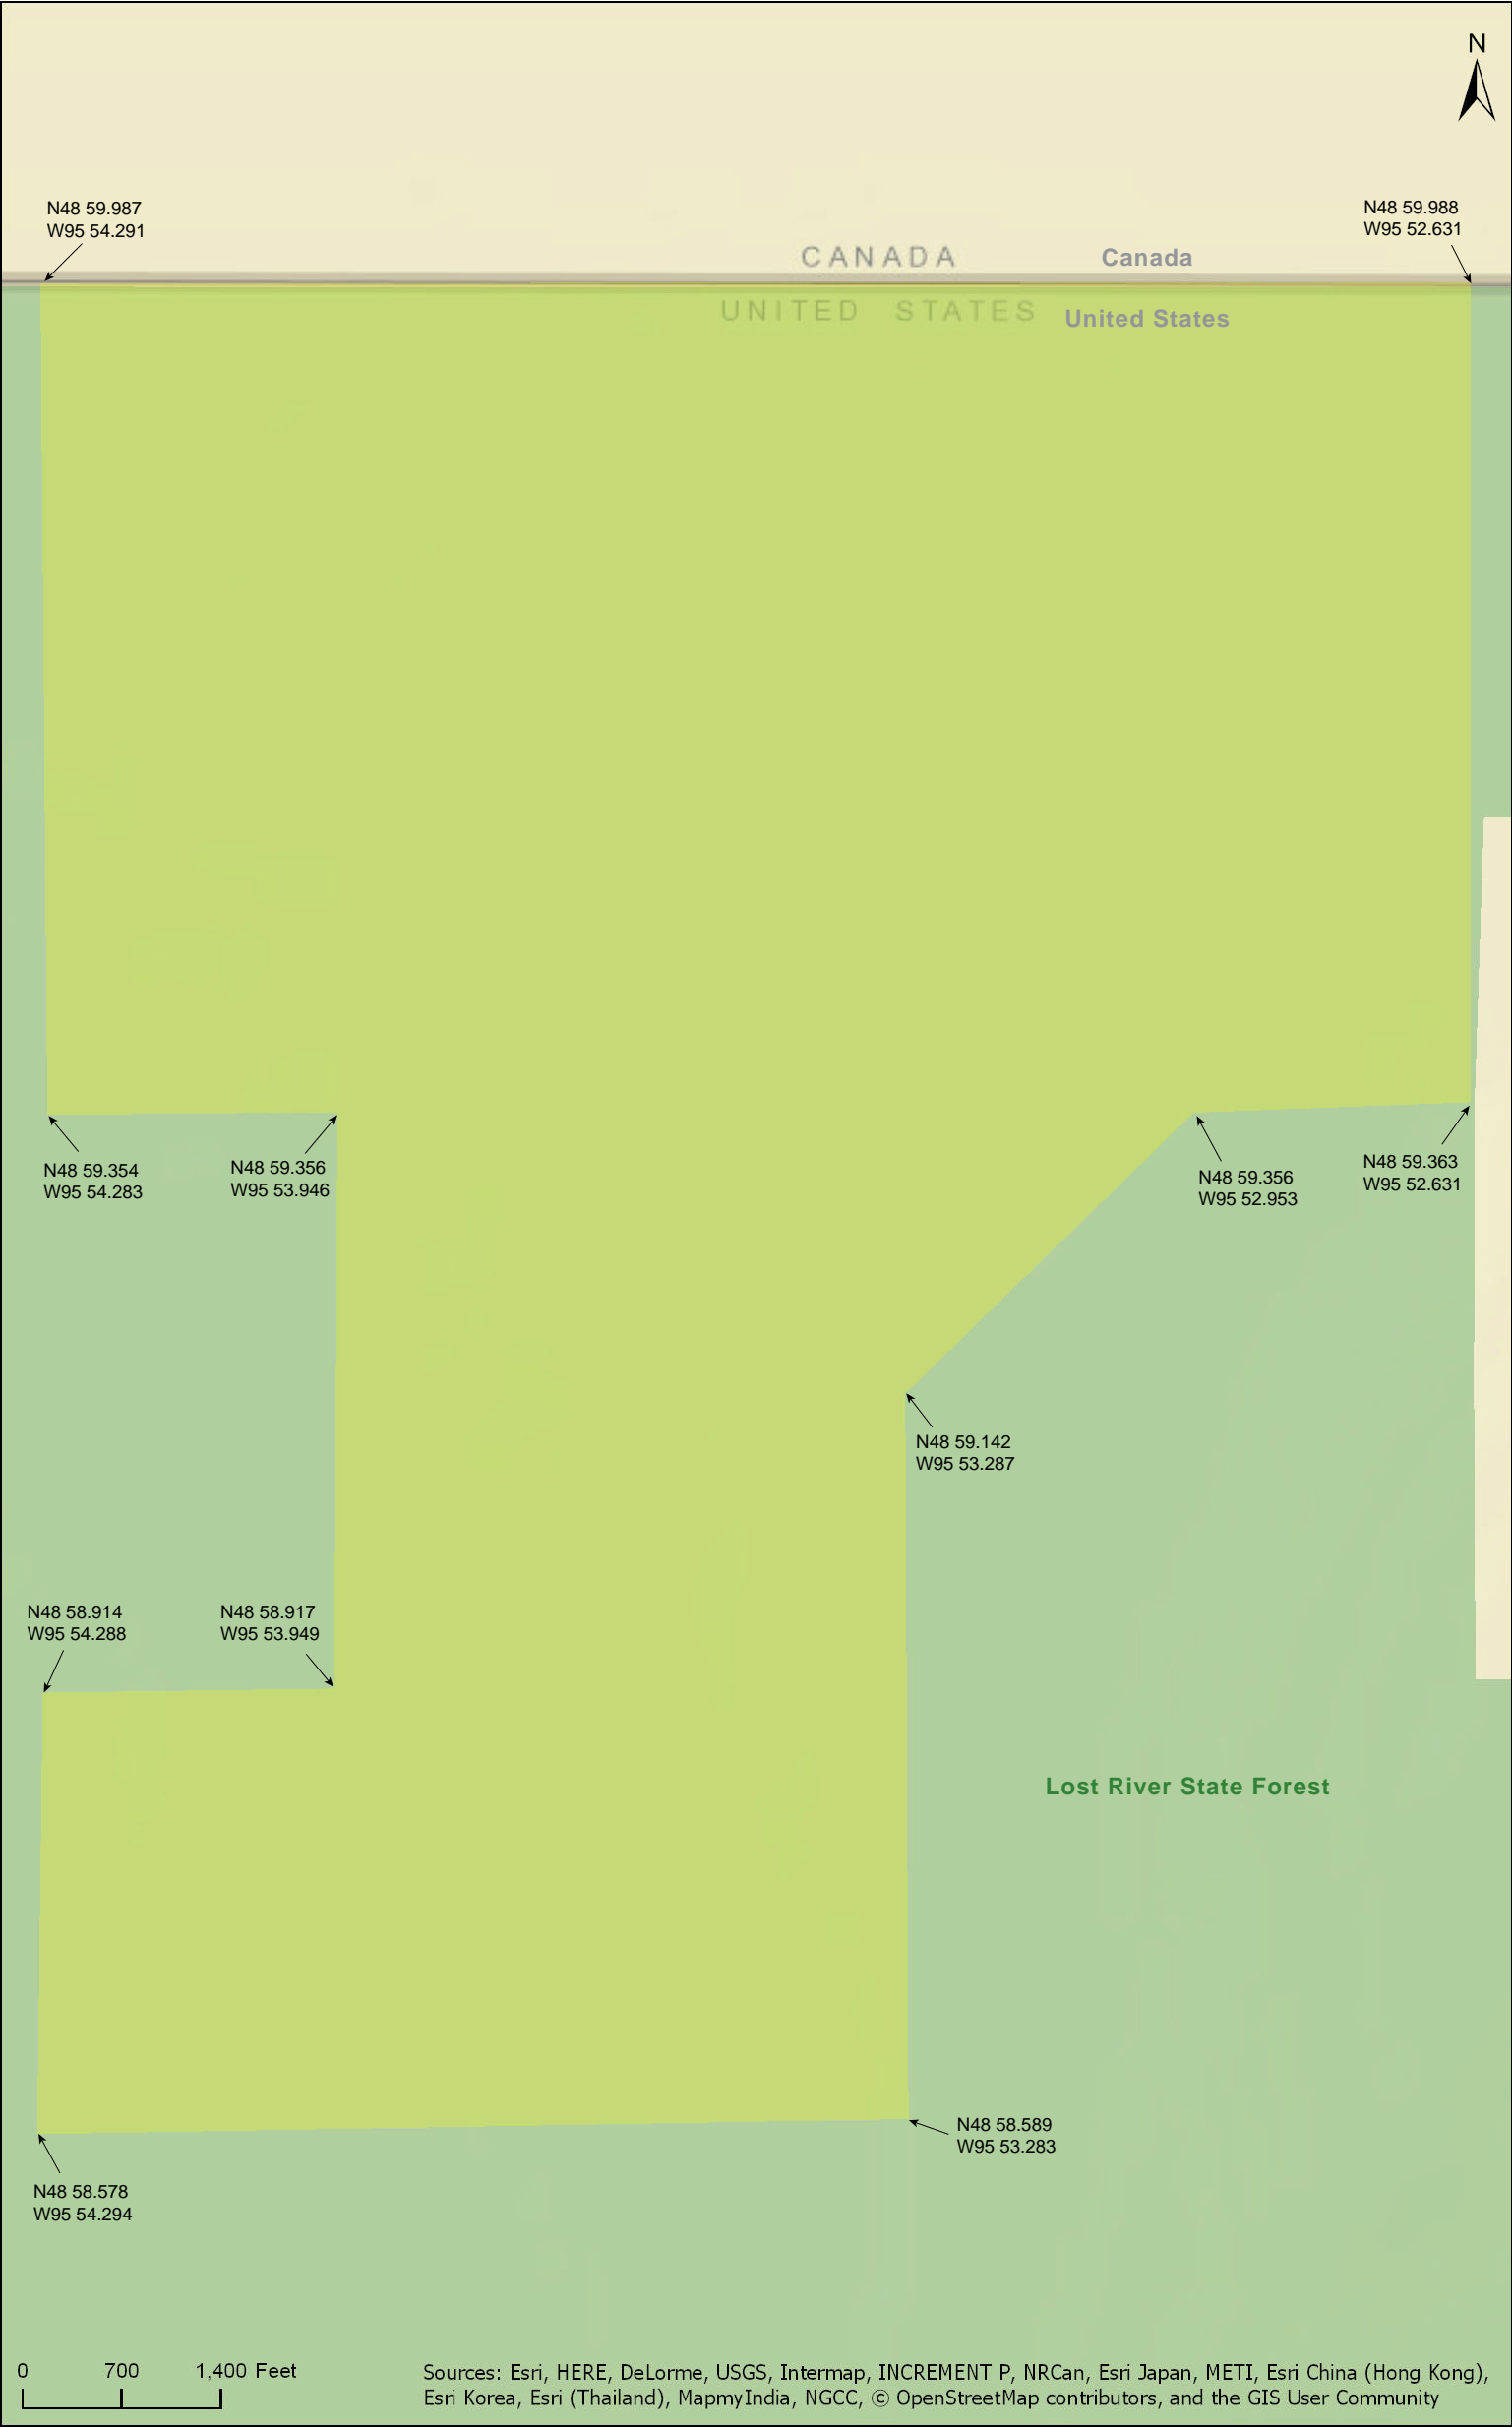 N
N48 59.987
W95 54.291
N48 59.988
W95 52.631
CANADA
Canada
UNITED STATES
United States
N48 59.354
W95 54.283
N48 59.356
W95 53.946
N48 59.356
W95 52.953
N48 59.363
W95 52.631
N48 59.142
W95 53.287
N48 58.914
W95 54.288
N48 58.917
W95 53.949
Lost River State Forest
N48 58.589
W95 53.283
N48 58.578
W95 54.294
0 700 1,400 Feet
Sources: Esri, HERE, DeLorme, USGS, Intermap, INCREMENT P, NRCan, Esri Japan, METI, Esri China (Hong Kong),
Esri Korea, Esri (Thailand), MapmyIndia, NGCC, © OpenStreetMap contributors, and the GIS User Community